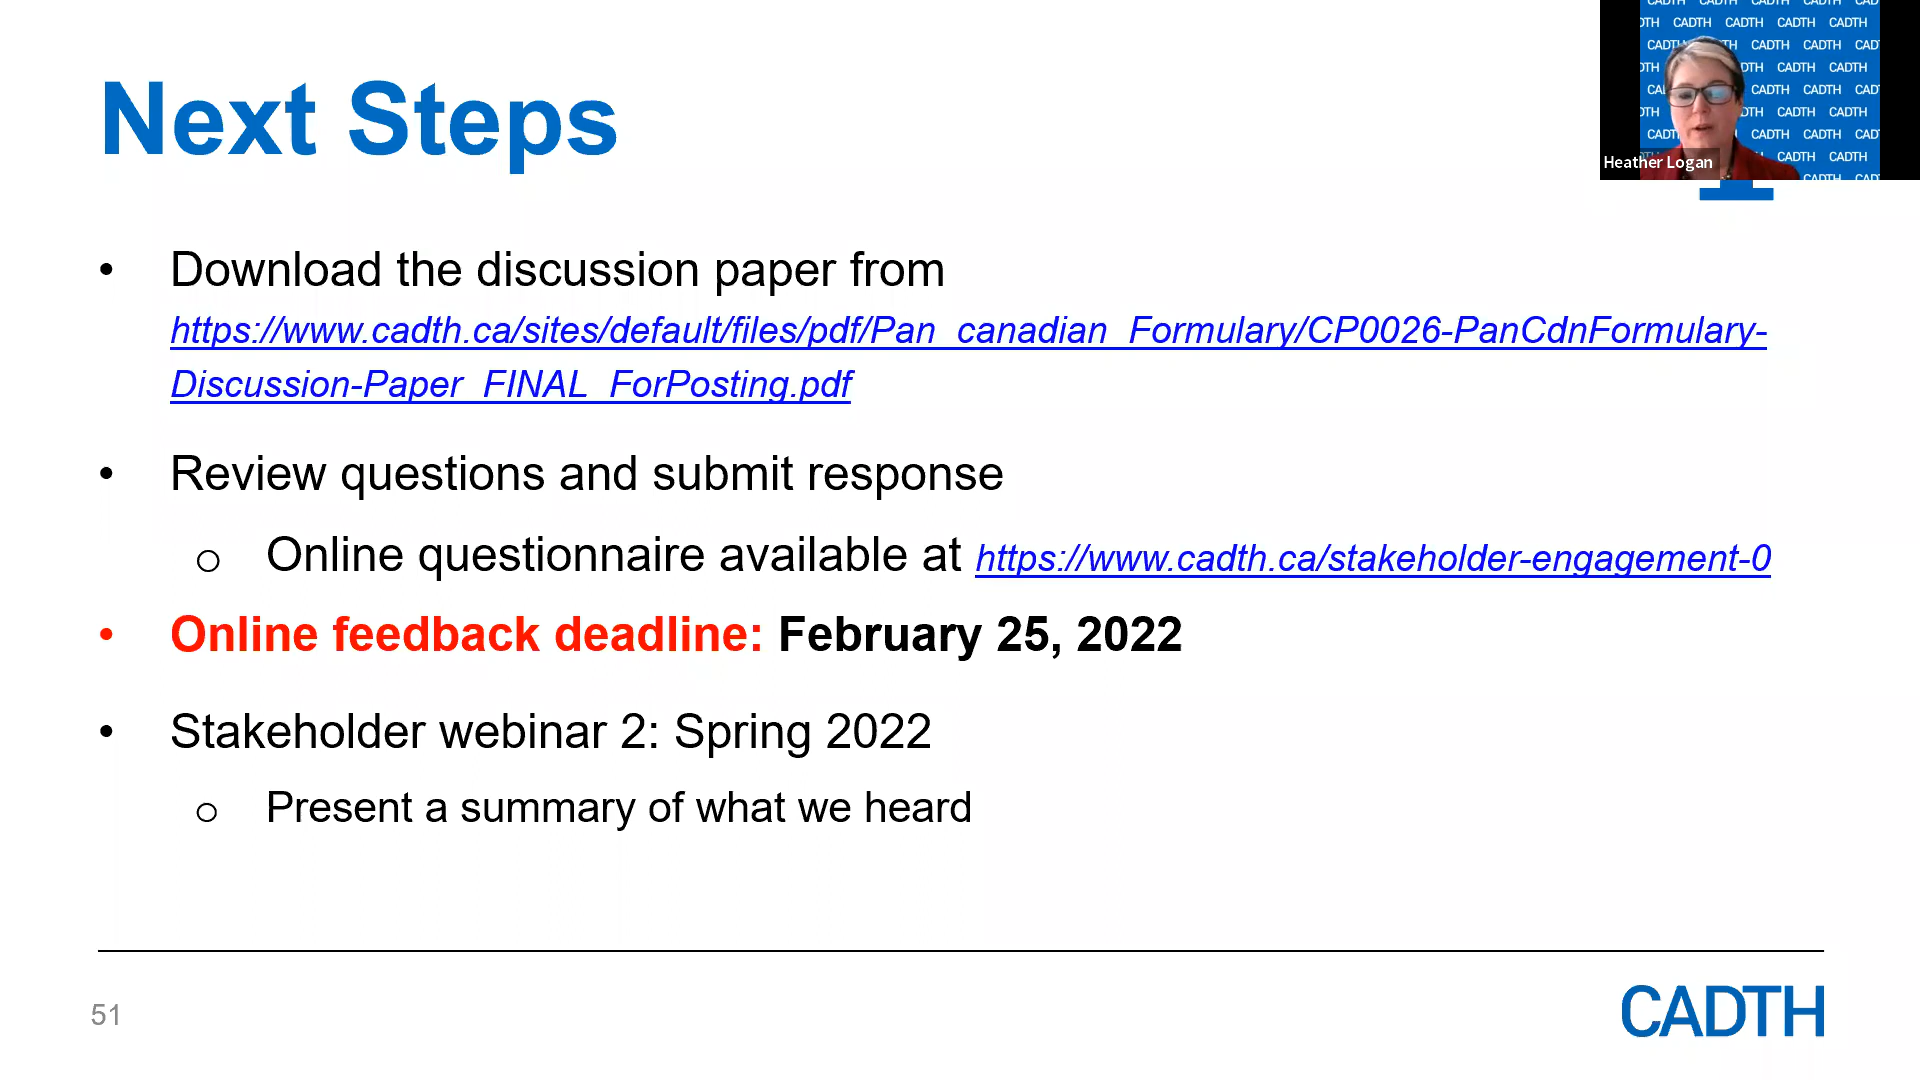 Next Steps
Heather Logan
• Download the discussion paper from
https://www.cadth.ca/sites/default/files/pdf/Pan_canadian_Formulary/CP0026-PanCdnFormulary-
Discussion-Paper_FINAL_ForPosting.pdf
• Review questions and submit response
o Online questionnaire available at https://www.cadth.ca/stakeholder-engagement-0
• Online feedback deadline: February 25, 2022
• Stakeholder webinar 2: Spring 2022
o Present a summary of what we heard
51
CADTH